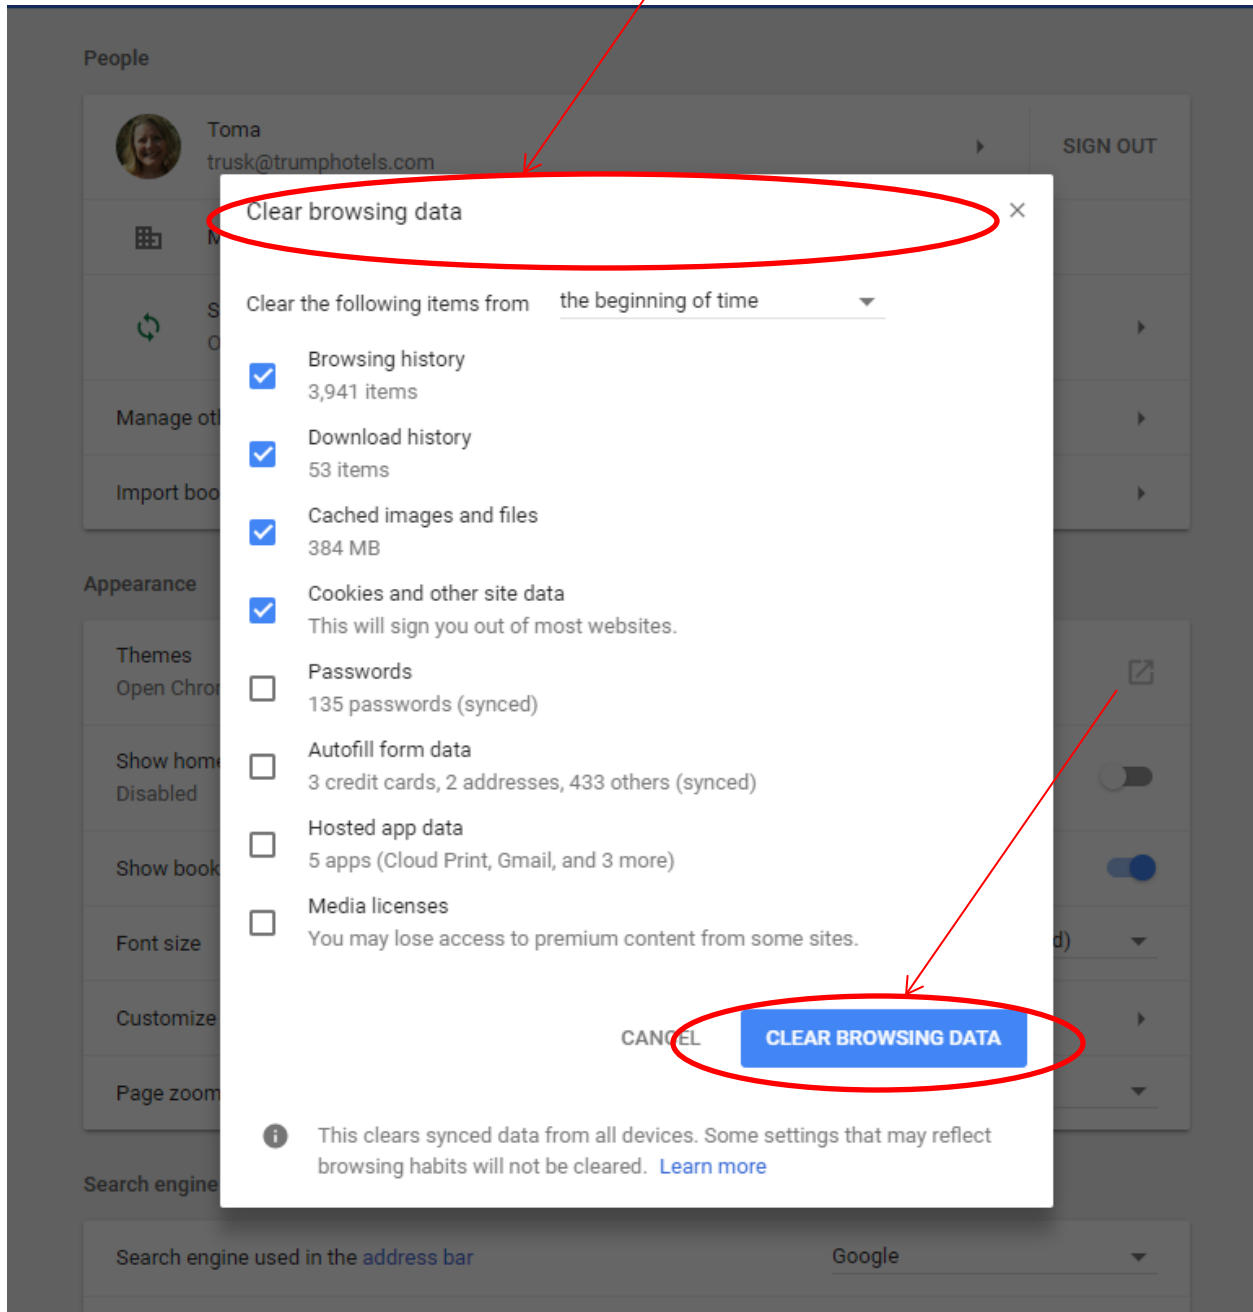 People
Toma
trusk@trumphotels.com
SIGN OUT
Clear browsing data
Clear the following items from the beginning of time
Browsing history
3,941 items
Download history
53 items
Manage
Cached images and files
384 MB
Import
Cookies and other site data
This will sign you out of most websites.
Appearance
Passwords
135 passwords (synced)
Themes
Open
Autofill form data
3 credit cards, 2 addresses, 433 others (synced)
Show
Disabled
Hosted app data
5 apps (Cloud Print, Gmail, and 3 more)
Show
Media licenses
You may lose access to premium content from some sites.
Font size
CANCEL
CLEAR BROWSING DATA
Customize
Page zoom
This clears synced data from all devices. Some settings that may reflect
browsing habits will not be cleared. Learn more
Search engine
Search engine used in the address bar
Google